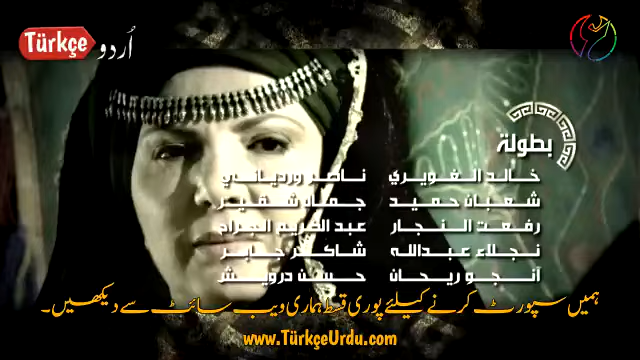 Türkçe اُردو
بطولة
خالد الغويري ناصر وردياني
شعبان حميد جمال شقير
رفعت النجار عبد الكريم الجراح
نجلاء عبدالله شاكر جابر
أنجو ريحان حسن درويش
ہمیں سپورٹ کرنے کیلئے پوری قسط ہماری ویب سائٹ سے دیکھیں۔
www.TürkçeUrdu.com